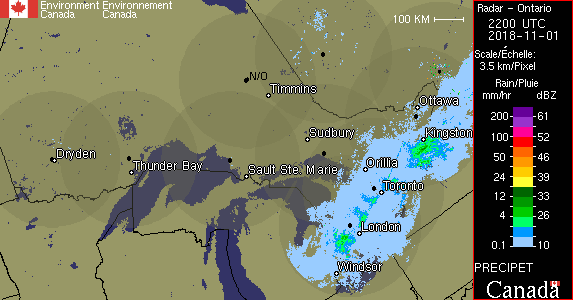 Environment Environnement
Canada Canada
100 KM
N/O
Timmins
Ottawa
Sudbury
Kingston
Dryden
Thunder Bay
Sault Ste. Marie
Orillia
Toronto
London
Windsor
Radar - Ontario
2200 UTC
2018-11-01
Scale/Échelle:
3.5 km/Pixel
Rain/Pluie
mm/hr dBZ
200 61
100 52
50 46
24 39
12 34
4 26
0.1 10
PRECIPET
Canada